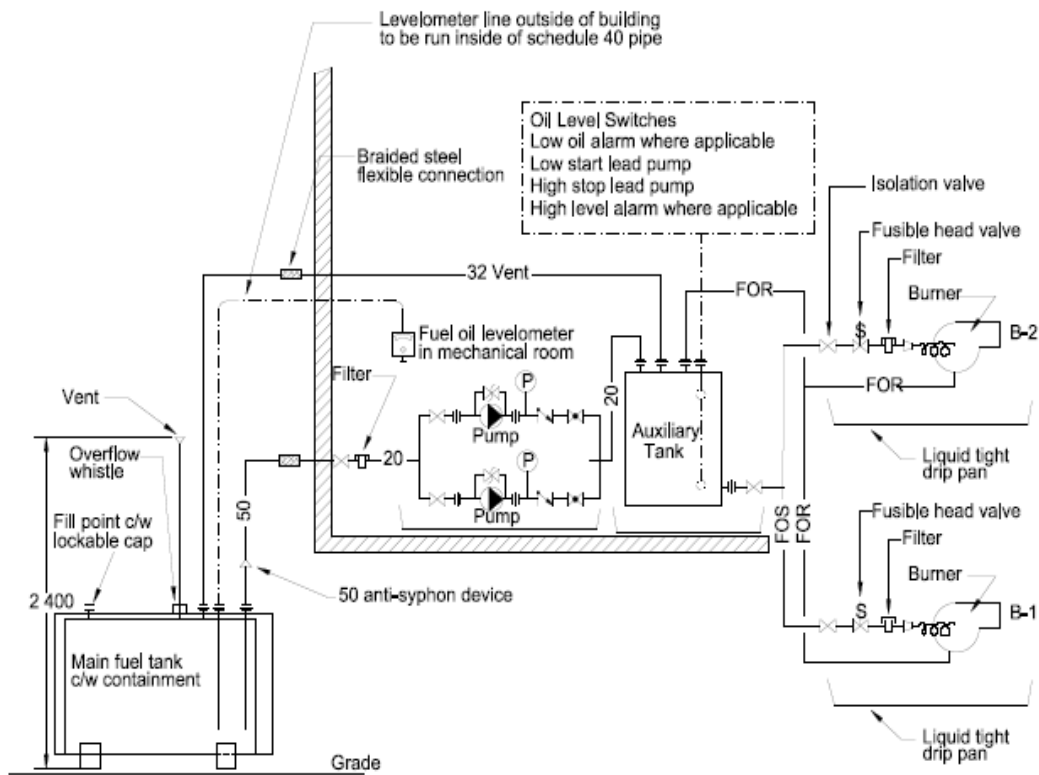 Levelometer line outside of building
to be run inside of schedule 40 pipe
Oil Level Switches
Low oil alarm where applicable
Low start lead pump
High stop lead pump
High level alarm where applicable
Braided steel
flexible connection
Isolation valve
Fusible head valve
Filter
Burner
B-2
S
32 Vent
FOR
Fuel oil levelometer
in mechanical room
Filter
FOR
Vent
P
20
Auxiliary
Tank
Pump
Overflow
whistle
20
P
Liquid tight
drip pan
50
Pump
Fill point c/w
lockable cap
FOS
FOR
Fusible head valve
Filter
Burner
2 400
50 anti-syphon device
S
B-1
Main fuel tank
c/w containment
Liquid tight
drip pan
Grade